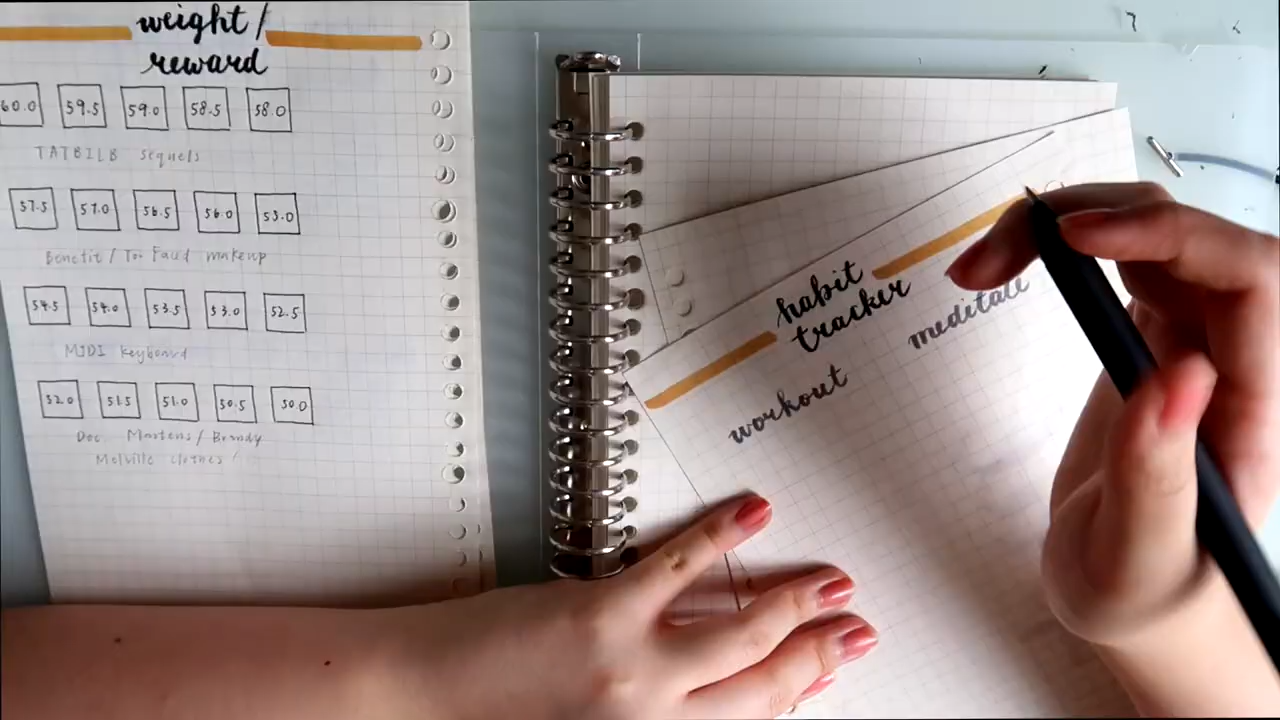 weight/
reward
60.0 59.5 59.0 58.5 58.0
TATBILB sequels
57.5 57.0 56.5 56.0 55.0
Benefit / Too Faced makeup
54.5 54.0 53.5 53.0 52.5
MIDI keyboard
52.0 51.5 51.0 50.5 50.0
Doc Martens / Brandy
Melville clothes
habit
tracker
workout
meditate